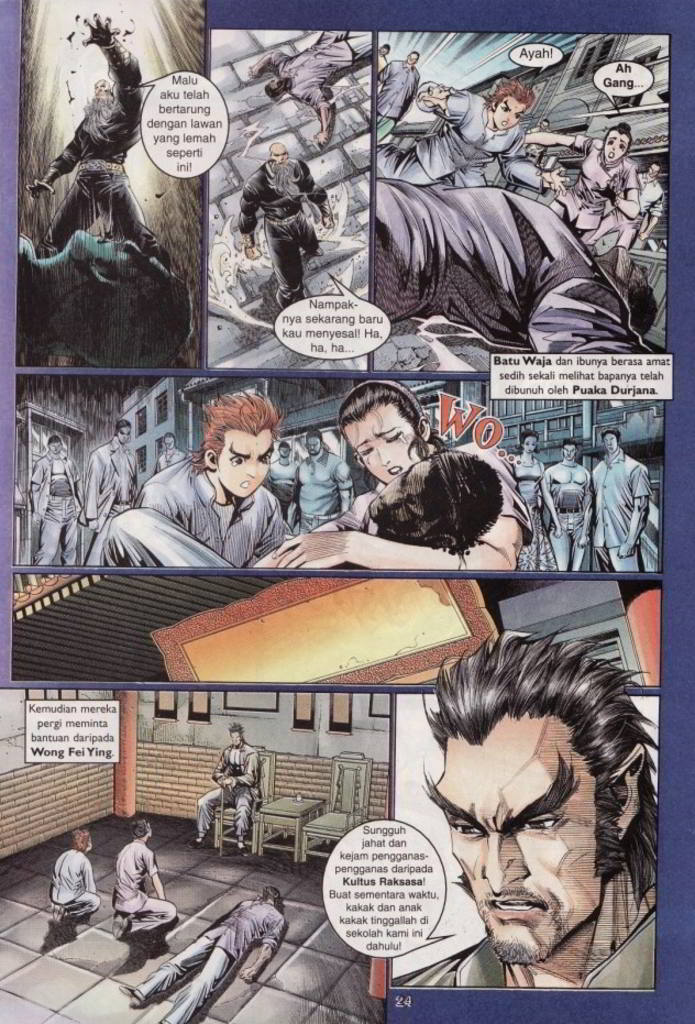 Malu
aku telah
bertarung
dengan lawan
yang lemah
seperti
ini!
Nampak-
nya sekarang baru
kau menyesal! Ha,
ha, ha...
Ayah!
Ah
Gang...
Batu Waja dan ibunya berasa amat
sedih sekali melihat bapanya telah
dibunuh oleh Puaka Durjana.
WOO...
Kemudian mereka
pergi meminta
bantuan daripada
Wong Fei Ying.
Sungguh
jahat dan
kejam pengganas-
pengganas
Kultus Raksasa!
Buat sementara waktu,
kakak dan anak
kakak tinggallah di
sekolah kami ini
dahulu!
24